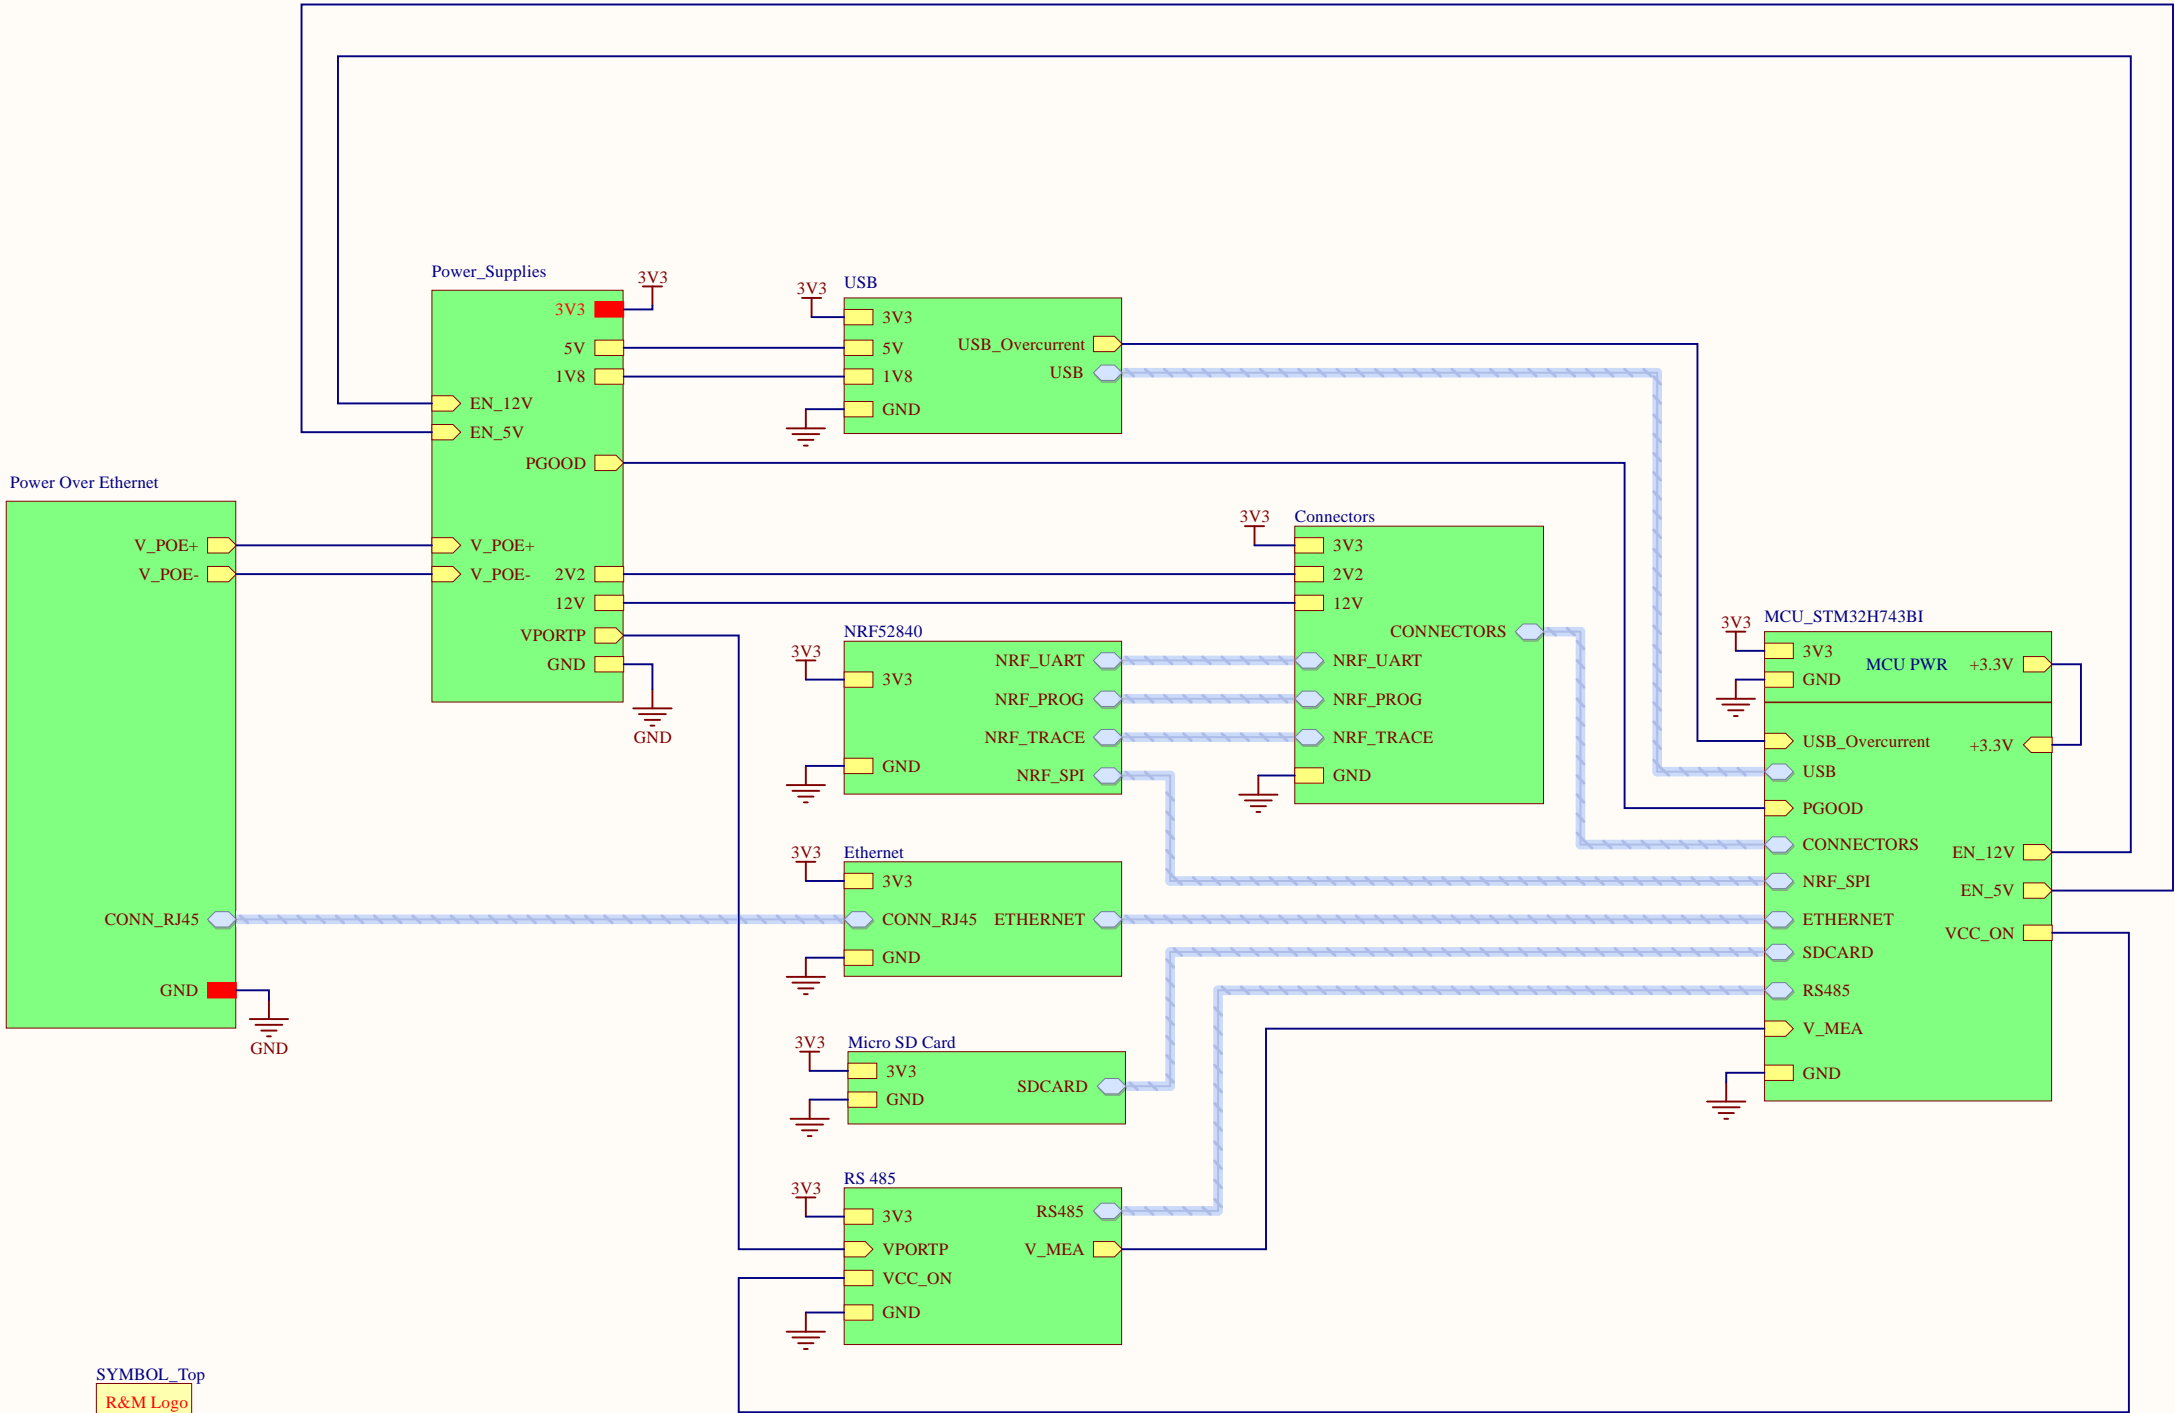 Power_Supplies
3V3
3V3
5V
1V8
EN_12V
EN_5V
PGOOD
V_POE+
V_POE-
2V2
12V
VPORTP
GND
GND
USB
3V3
3V3
5V
1V8
GND
USB_Overcurrent
USB
Power Over Ethernet
V_POE+
V_POE-
CONN_RJ45
GND
GND
Connectors
3V3
3V3
2V2
12V
CONNECTORS
NRF_UART
NRF_PROG
NRF_TRACE
GND
NRF52840
3V3
3V3
GND
NRF_UART
NRF_PROG
NRF_TRACE
NRF_SPI
MCU_STM32H743BI
3V3
3V3
GND
MCU PWR
+3.3V
USB_Overcurrent
+3.3V
USB
PGOOD
CONNECTORS
EN_12V
NRF_SPI
EN_5V
ETHERNET
VCC_ON
SDCARD
RS485
V_MEA
GND
Ethernet
3V3
3V3
CONN_RJ45
ETHERNET
GND
Micro SD Card
3V3
3V3
GND
SDCARD
RS 485
3V3
3V3
VPORTP
VCC_ON
GND
RS485
V_MEA
SYMBOL_Top
R&M Logo